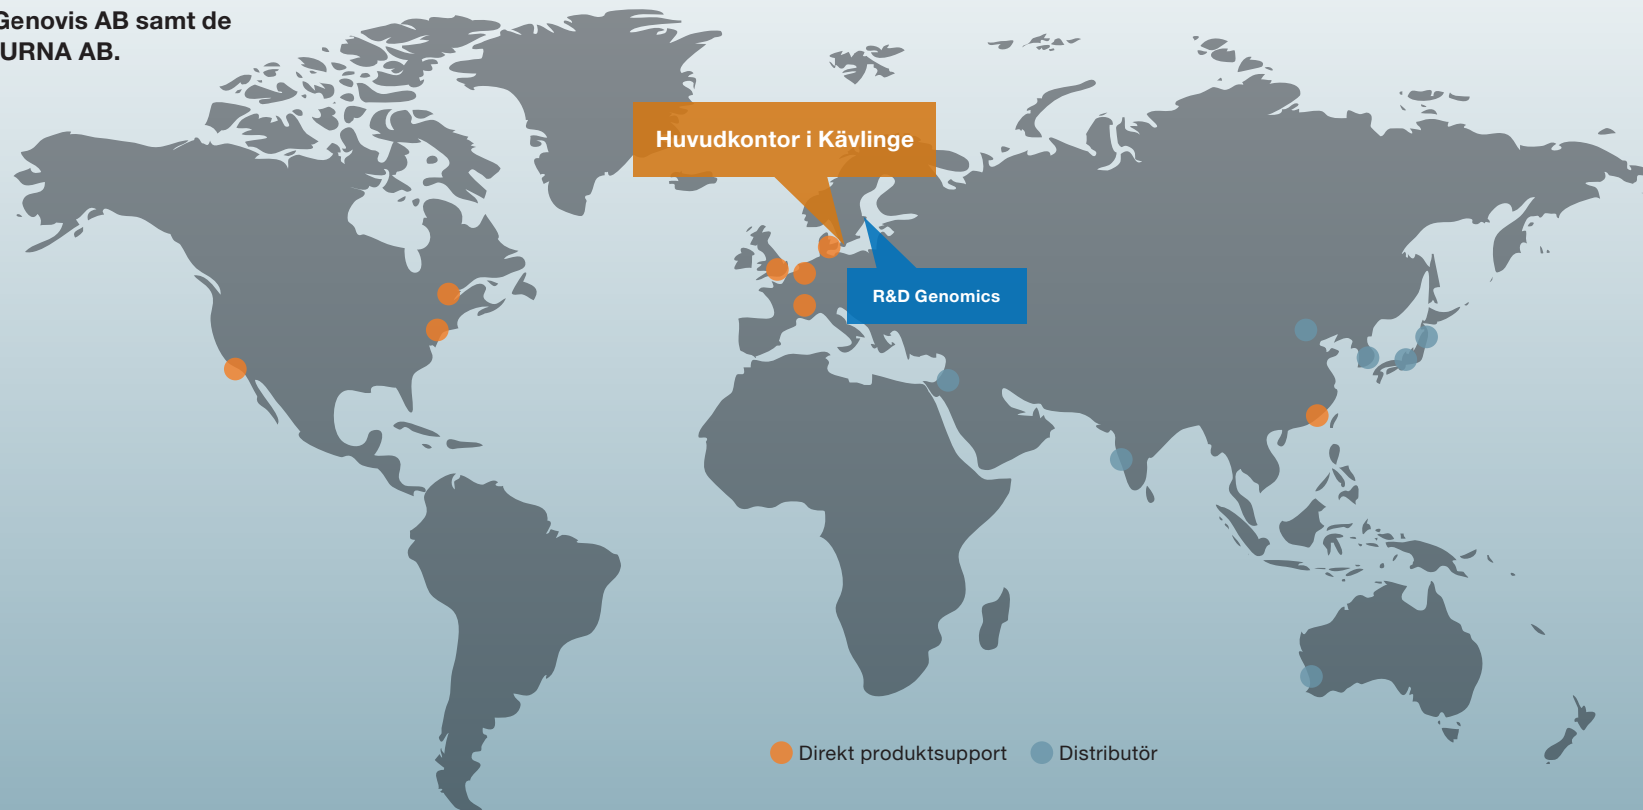 Genovis AB samt de
URNA AB.
Huvudkontor i Kävlinge
R&D Genomics
Direkt produktsupport
Distributör